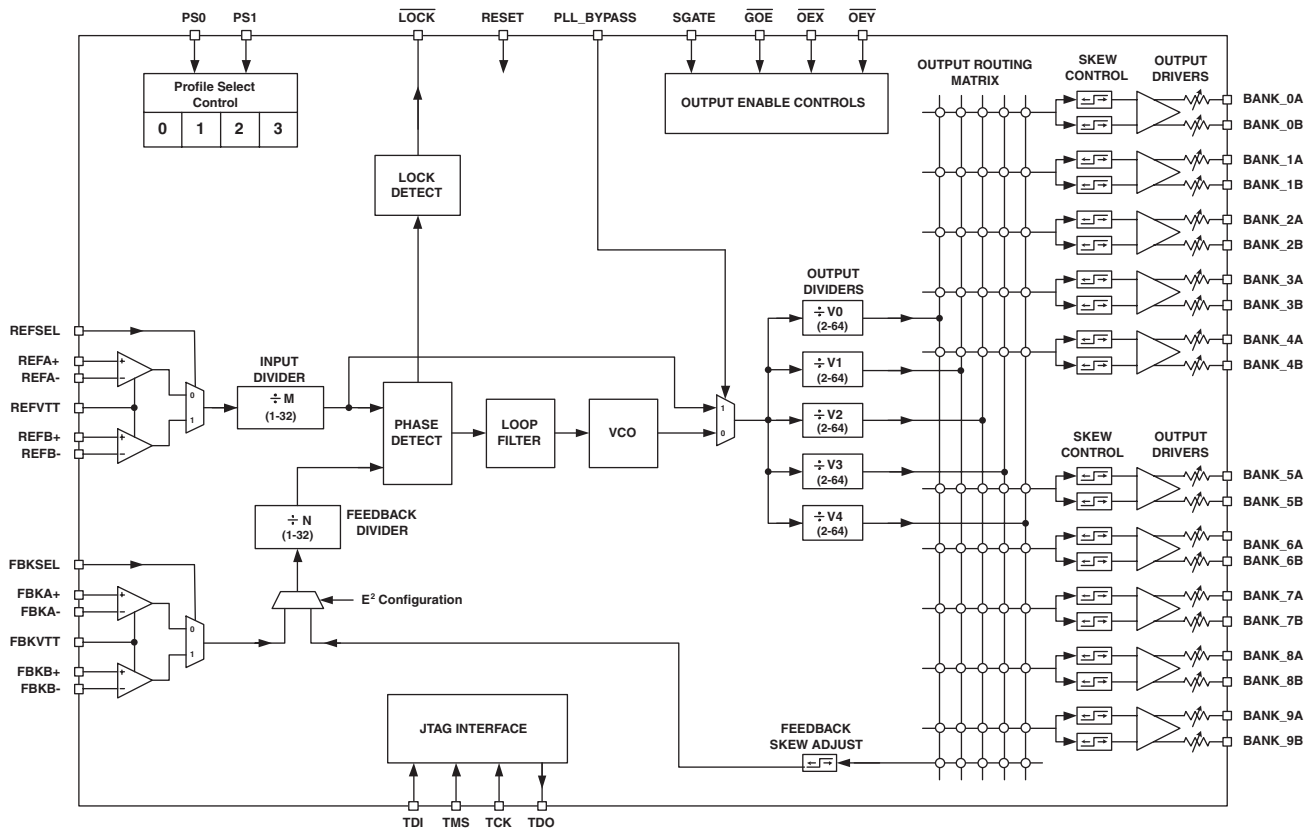 PS0 PS1 LOCK RESET PLL_BYPASS SGATE GOE OEX OEY
Profile Select
Control
0 1 2 3
OUTPUT ENABLE CONTROLS
OUTPUT ROUTING
MATRIX
SKEW
CONTROL
OUTPUT
DRIVERS
BANK_0A
BANK_0B
BANK_1A
BANK_1B
BANK_2A
BANK_2B
BANK_3A
BANK_3B
BANK_4A
BANK_4B
LOCK
DETECT
OUTPUT
DIVIDERS
÷ V0
(2-64)
÷ V1
(2-64)
÷ V2
(2-64)
÷ V3
(2-64)
÷ V4
(2-64)
REFSEL
REFA+
REFA-
REFVTT
REFB+
REFB-
+
−
+
−
0
1
INPUT
DIVIDER
÷ M
(1-32)
PHASE
DETECT
LOOP
FILTER
VCO
1
0
÷ N
(1-32)
FEEDBACK
DIVIDER
SKEW
CONTROL
OUTPUT
DRIVERS
BANK_5A
BANK_5B
BANK_6A
BANK_6B
BANK_7A
BANK_7B
BANK_8A
BANK_8B
BANK_9A
BANK_9B
FBKSEL
FBKA+
FBKA-
FBKVTT
FBKB+
FBKB-
+
−
+
−
0
1
E² Configuration
JTAG INTERFACE
FEEDBACK
SKEW ADJUST
TDI TMS TCK TDO